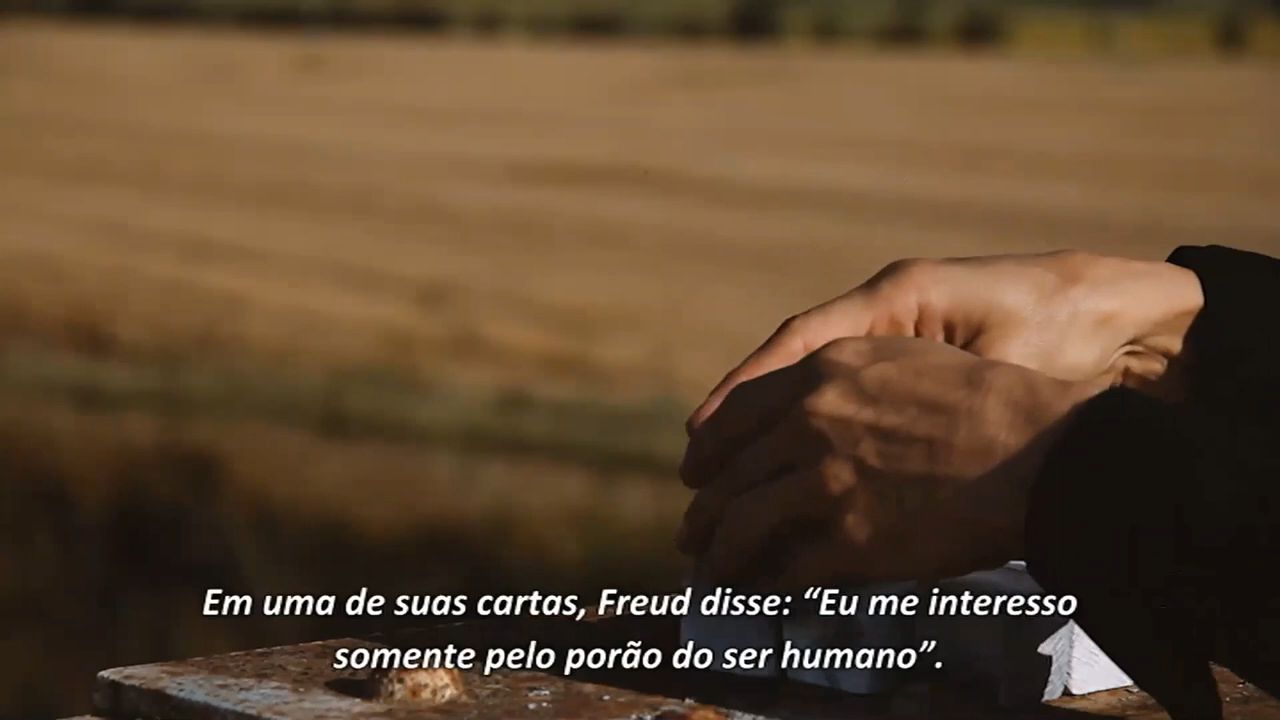 Em uma de suas cartas, Freud disse: “Eu me interesso
somente pelo porão do ser humano”.